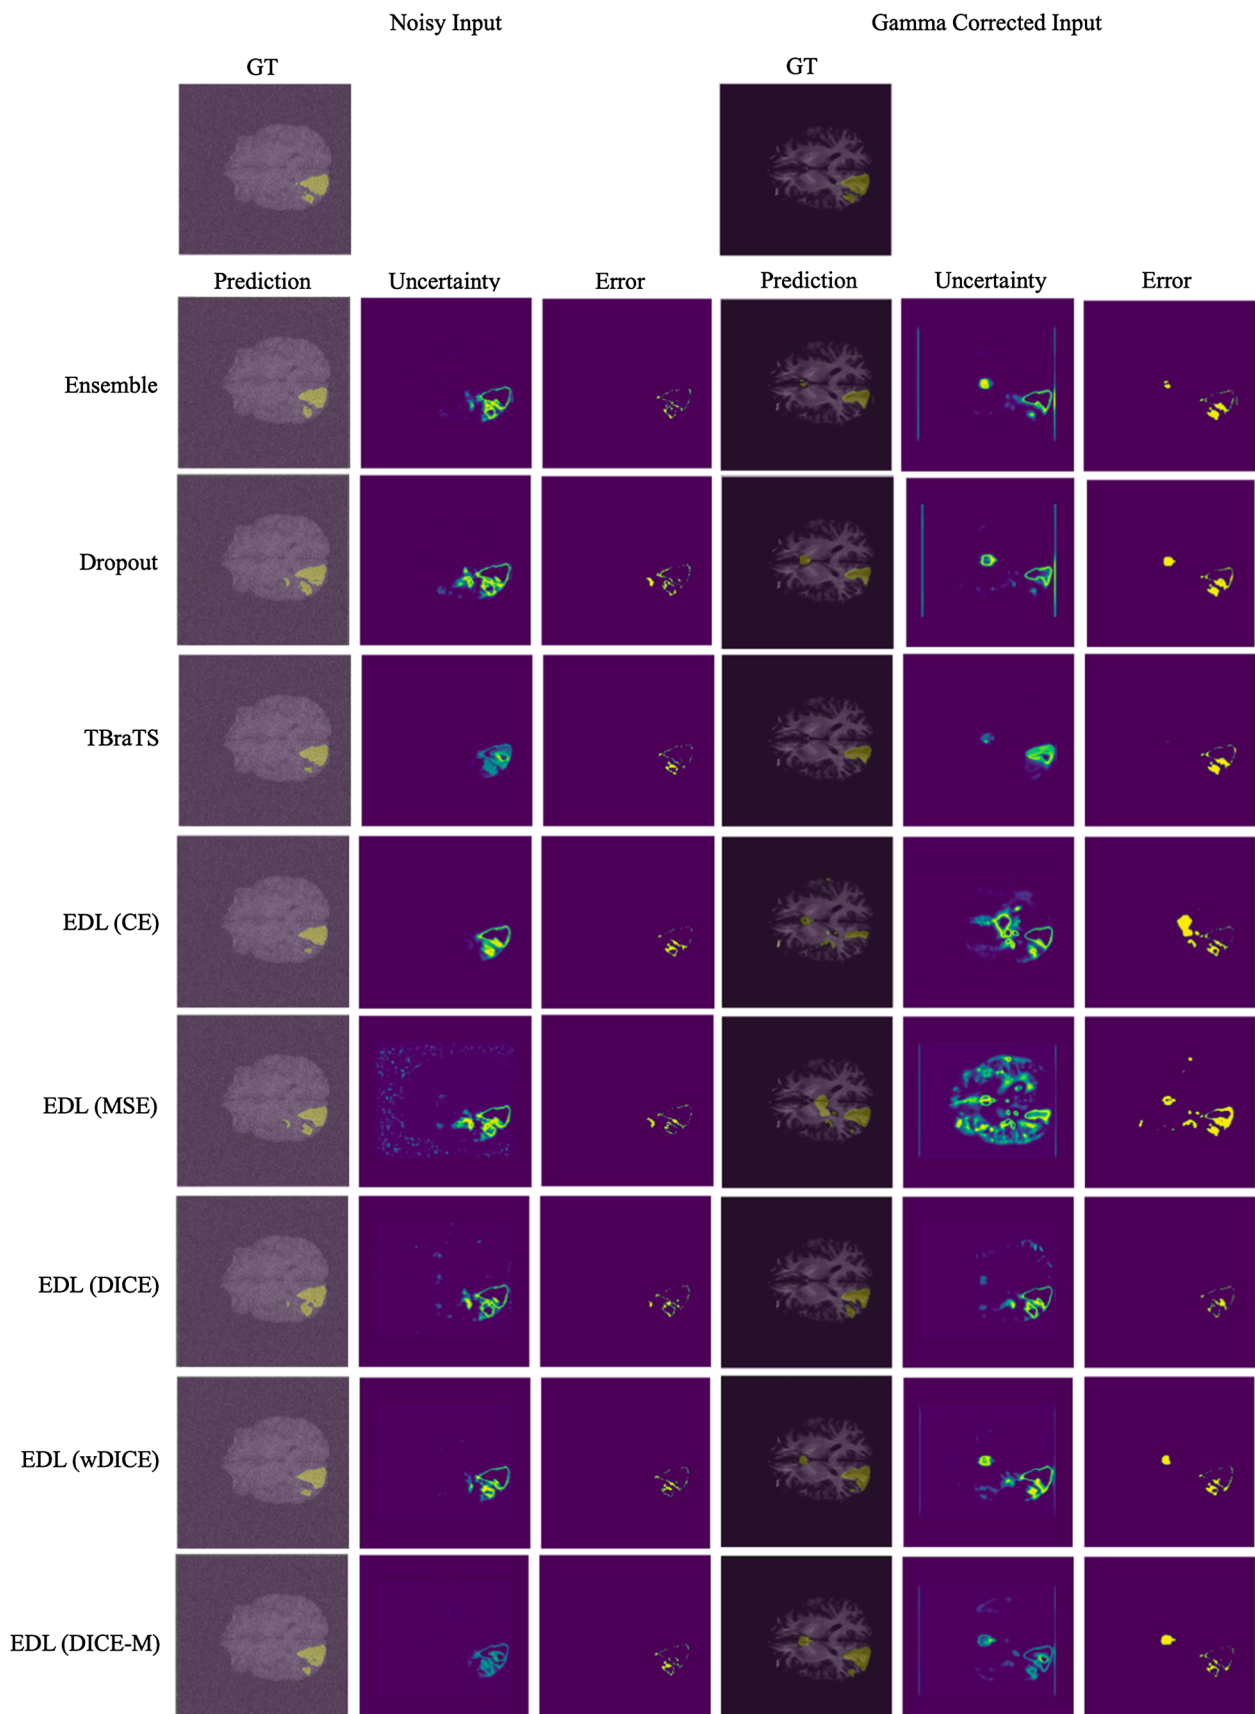 Noisy Input Gamma Corrected Input
GT GT
Prediction Uncertainty Error Prediction Uncertainty Error
Ensemble
Dropout
TBraTS
EDL (CE)
EDL (MSE)
EDL (DICE)
EDL (wDICE)
EDL (DICE-M)